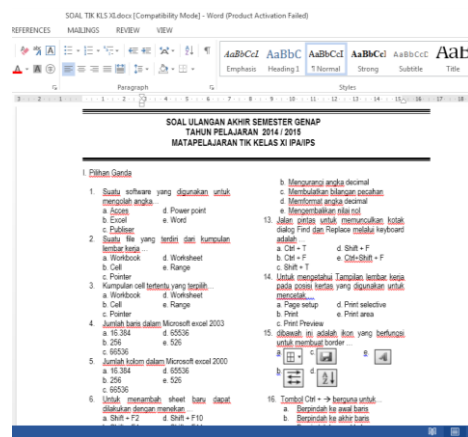 SOAL TIK KLS XI.docx [Compatibility Mode] - Word (Product Activation Failed)
REFERENCES MAILINGS REVIEW VIEW
AaBbCcI AaBbC AaBbCcI AaBbCcI AaBbCcC AaB
Emphasis Heading 1 ¶ Normal Strong Subtitle Title
Paragraph Styles
SOAL ULANGAN AKHIR SEMESTER GENAP
TAHUN PELAJARAN 2014 / 2015
MATAPELAJARAN TIK KELAS XI IPA/IPS
I. Pilihan Ganda
1. Suatu software yang digunakan untuk
mengolah angka...
a. Acces d. Power point
b. Excel e. Word
c. Publiser
2. Suatu file yang terdiri dari kumpulan
lembar kerja ...
a. Workbook d. Worksheet
b. Cell e. Range
c. Pointer
3. Kumpulan cell tertentu yang terpilih...
a. Workbook d. Worksheet
b. Cell e. Range
c. Pointer
4. Jumlah baris dalam Microsoft excel 2003
a. 16.384 d. 65536
b. 256 e. 526
c. 66536
5. Jumlah kolom dalam Microsoft excel 2000
a. 16.384 d. 65536
b. 256 e. 526
c. 66536
6. Untuk menambah sheet baru dapat
dilakukan dengan menekan ...
a. Shift + F2 d. Shift + F10
b. Mengurangi angka decimal
c. Membulatkan bilangan pecahan
d. Memformat angka decimal
e. Mengembalikan nilai nol
13. Jalan pintas untuk memunculkan kotak
dialog Find dan Replace melalui keyboard
adalah ...
a. Ctrl + T d. Shift + F
b. Ctrl + F e. Ctrl+Shift + F
c. Shift + T
14. Untuk mengetahui Tampilan lembar kerja
pada posisi kertas yang digunakan untuk
mencetak...
a. Page setup d. Print selective
b. Print e. Print area
c. Print Preview
15. dibawah ini adalah ikon yang berfungsi
untuk membuat border ...
a c e
b d
16. Tombol Ctrl + → berguna untuk...
a. Berpindah ke awal baris
b. Berpindah ke akhir baris